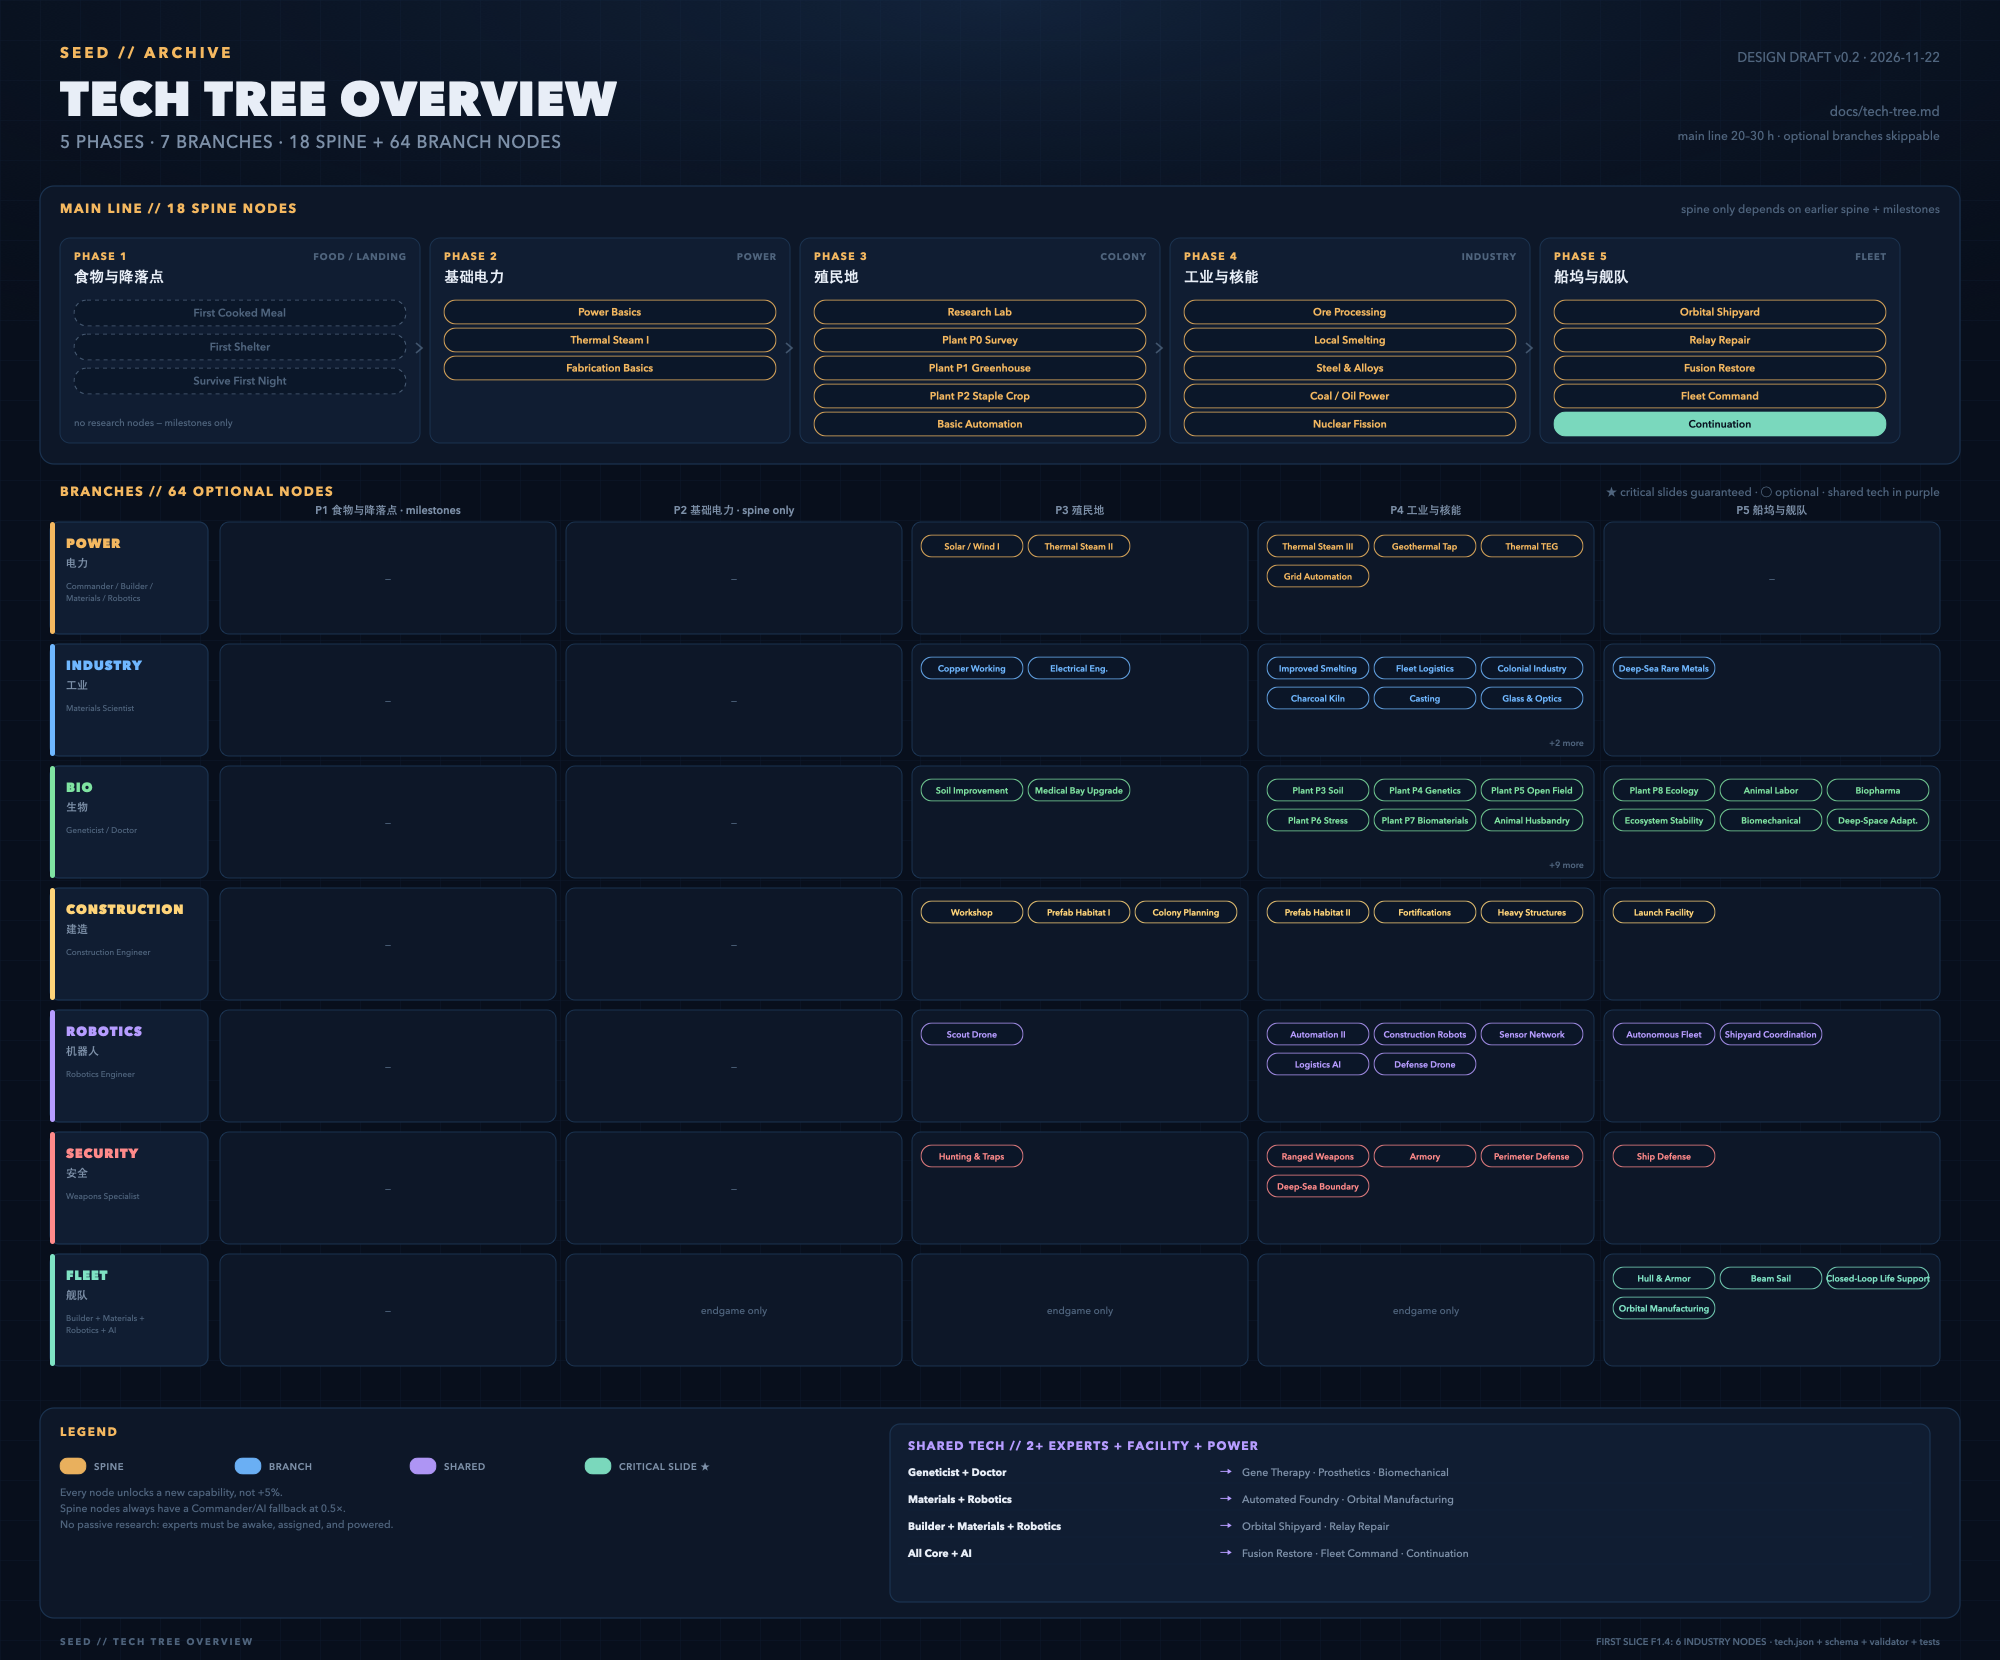 SEED // ARCHIVE
DESIGN DRAFT v0.2 · 2026-11-22
TECH TREE OVERVIEW
docs/tech-tree.md
5 PHASES · 7 BRANCHES · 18 SPINE + 64 BRANCH NODES
main line 20–30 h · optional branches skippable
MAIN LINE // 18 SPINE NODES
spine only depends on earlier spine + milestones
PHASE 1
FOOD / LANDING
食物与降落点
First Cooked Meal
First Shelter
Survive First Night
no research nodes — milestones only
PHASE 2
POWER
基础电力
Power Basics
Thermal Steam I
Fabrication Basics
PHASE 3
COLONY
殖民地
Research Lab
Plant P0 Survey
Plant P1 Greenhouse
Plant P2 Staple Crop
Basic Automation
PHASE 4
INDUSTRY
工业与核能
Ore Processing
Local Smelting
Steel & Alloys
Coal / Oil Power
Nuclear Fission
PHASE 5
FLEET
船坞与舰队
Orbital Shipyard
Relay Repair
Fusion Restore
Fleet Command
Continuation
BRANCHES // 64 OPTIONAL NODES
★ critical slides guaranteed · ○ optional · shared tech in purple
P1 食物与降落点 · milestones
P2 基础电力 · spine only
P3 殖民地
P4 工业与核能
P5 船坞与舰队
POWER
电力
Commander / Builder /
Materials / Robotics
–
–
Solar / Wind I
Thermal Steam II
Thermal Steam III
Geothermal Tap
Thermal TEG
Grid Automation
–
INDUSTRY
工业
Materials Scientist
–
–
Copper Working
Electrical Eng.
Improved Smelting
Fleet Logistics
Colonial Industry
Charcoal Kiln
Casting
Glass & Optics
+2 more
Deep-Sea Rare Metals
BIO
生物
Geneticist / Doctor
–
–
Soil Improvement
Medical Bay Upgrade
Plant P3 Soil
Plant P4 Genetics
Plant P5 Open Field
Plant P6 Stress
Plant P7 Biomaterials
Animal Husbandry
+9 more
Plant P8 Ecology
Animal Labor
Biopharma
Ecosystem Stability
Biomechanical
Deep-Space Adapt.
CONSTRUCTION
建造
Construction Engineer
–
–
Workshop
Prefab Habitat I
Colony Planning
Prefab Habitat II
Fortifications
Heavy Structures
Launch Facility
ROBOTICS
机器人
Robotics Engineer
–
–
Scout Drone
Automation II
Construction Robots
Sensor Network
Logistics AI
Defense Drone
Autonomous Fleet
Shipyard Coordination
SECURITY
安全
Weapons Specialist
–
–
Hunting & Traps
Ranged Weapons
Armory
Perimeter Defense
Deep-Sea Boundary
Ship Defense
FLEET
舰队
Builder + Materials +
Robotics + AI
–
endgame only
endgame only
endgame only
Hull & Armor
Beam Sail
Closed-Loop Life Support
Orbital Manufacturing
LEGEND
SPINE
BRANCH
SHARED
CRITICAL SLIDE ★
Every node unlocks a new capability, not +5%.
Spine nodes always have a Commander/AI fallback at 0.5×.
No passive research: experts must be awake, assigned, and powered.
SHARED TECH // 2+ EXPERTS + FACILITY + POWER
Geneticist + Doctor → Gene Therapy · Prosthetics · Biomechanical
Materials + Robotics → Automated Foundry · Orbital Manufacturing
Builder + Materials + Robotics → Orbital Shipyard · Relay Repair
All Core + AI → Fusion Restore · Fleet Command · Continuation
SEED // TECH TREE OVERVIEW
FIRST SLICE F1.4: 6 INDUSTRY NODES · tech.json + schema + validator + tests